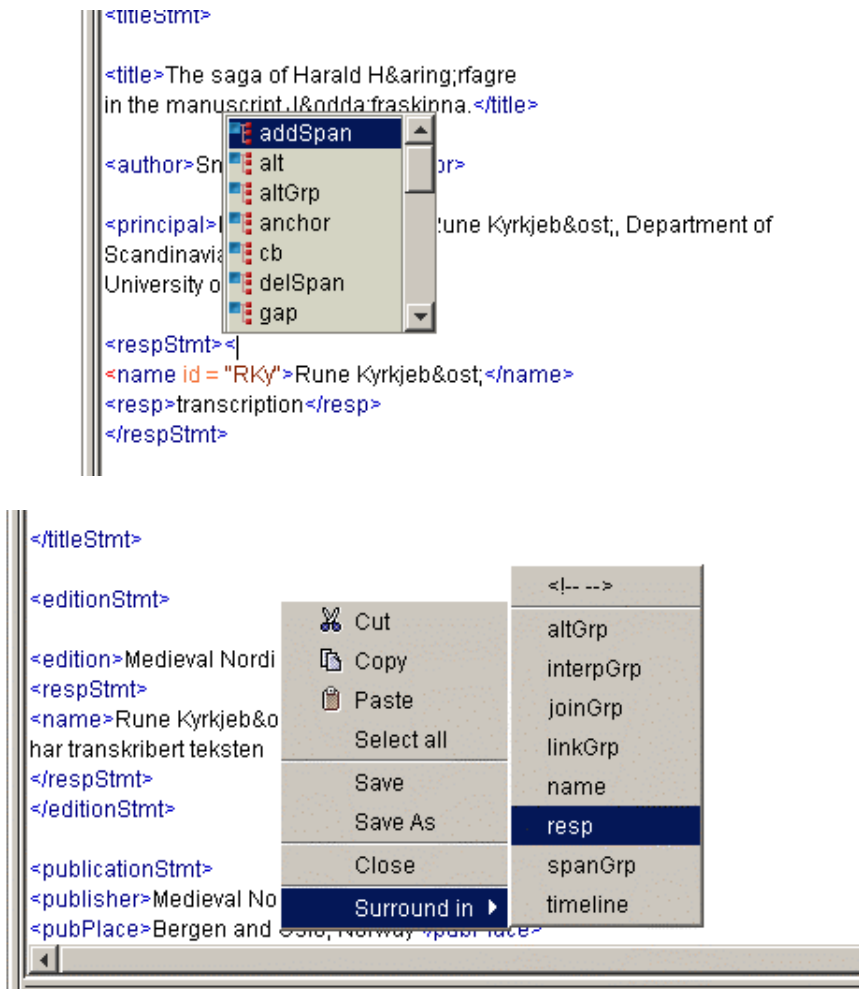 <titleStmt>
<title>The saga of Harald H&aring;rfagre
in the manuscript J&odda;fraskinna.</title>
addSpan
<author>Sn
alt
or>
altGrp
<principal>
anchor
Rune Kyrkjeb&ost;, Department of
Scandinavia
cb
University o
delSpan
gap
<respStmt><
<name id = "RKy">Rune Kyrkjeb&ost;</name>
<resp>transcription</resp>
</respStmt>
</titleStmt>
<editionStmt>
<edition>Medieval Nordi
<respStmt>
<name>Rune Kyrkjeb&o
har transkribert teksten
</respStmt>
</editionStmt>
<publicationStmt>
<publisher>Medieval No
<pubPlace>Bergen and Oslo, Norway </pubPlace>
Cut
Copy
Paste
Select all
Save
Save As
Close
Surround in
<!-- -->
altGrp
interpGrp
joinGrp
linkGrp
name
resp
spanGrp
timeline